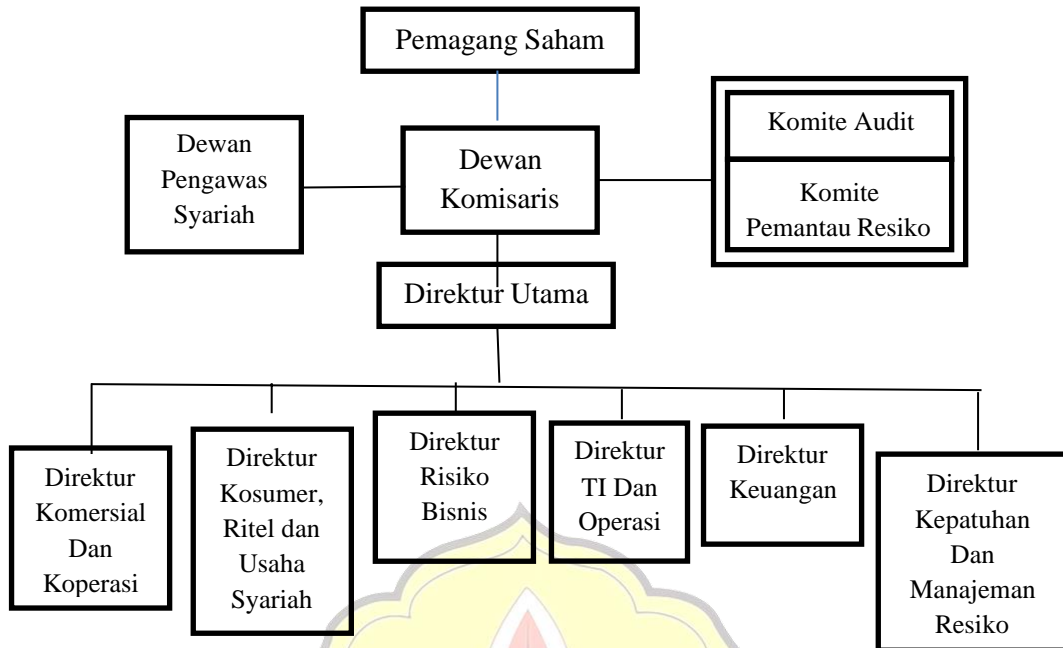 Pemagang Saham
Dewan
Pengawas
Syariah
Dewan
Komisaris
Komite Audit
Komite
Pemantau Resiko
Direktur Utama
Direktur
Komersial
Dan
Koperasi
Direktur
Kosumer,
Ritel dan
Usaha
Syariah
Direktur
Risiko
Bisnis
Direktur
TI Dan
Operasi
Direktur
Keuangan
Direktur
Kepatuhan
Dan
Manajeman
Resiko